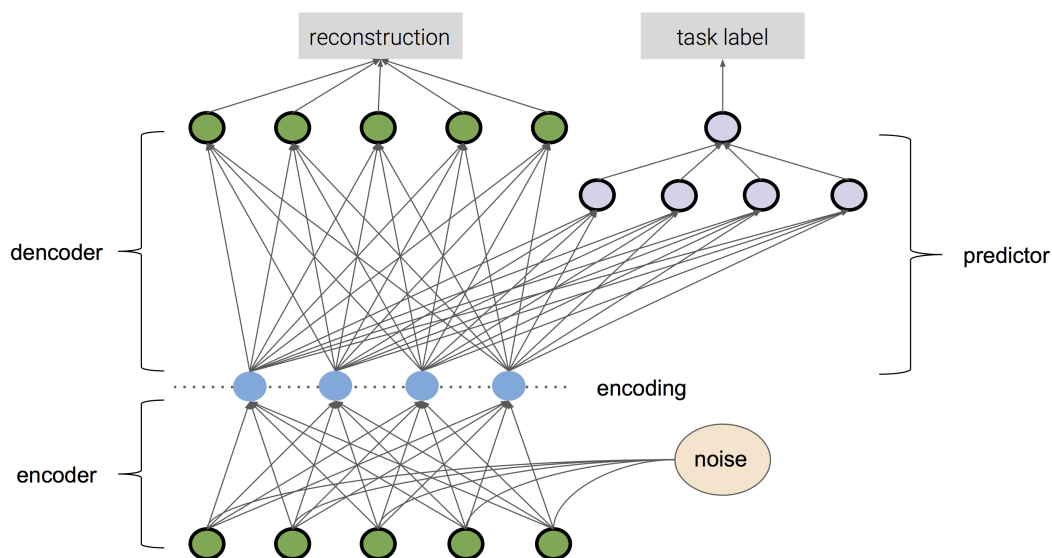 reconstruction
task label
dencoder
predictor
encoding
noise
encoder